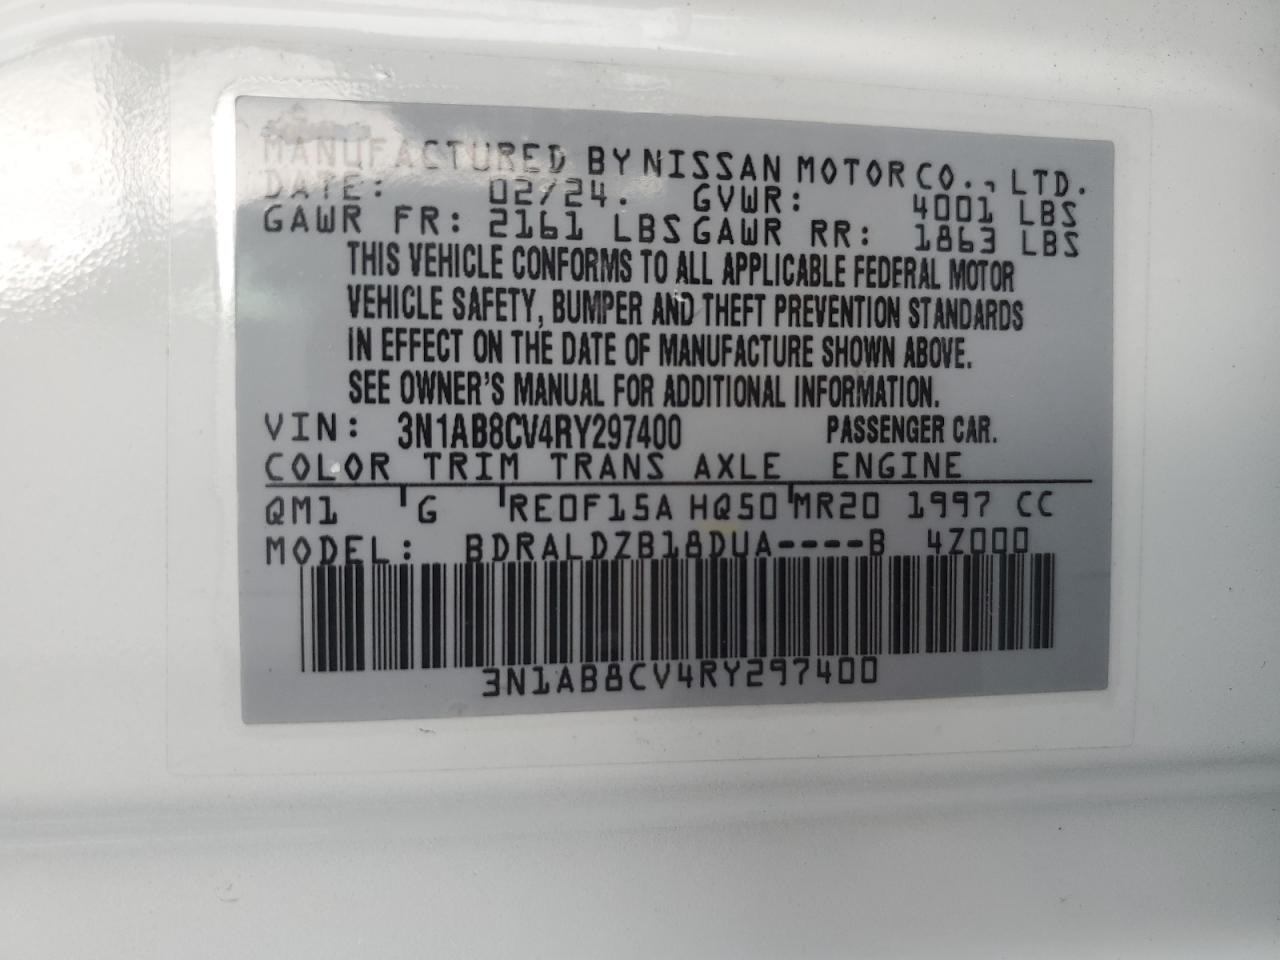 MANUFACTURED BY NISSAN MOTOR CO., LTD.
DATE: 02/24. GVWR: 4001 LBS
GAWR FR: 2161 LBS GAWR RR: 1863 LBS
THIS VEHICLE CONFORMS TO ALL APPLICABLE FEDERAL MOTOR
VEHICLE SAFETY, BUMPER AND THEFT PREVENTION STANDARDS
IN EFFECT ON THE DATE OF MANUFACTURE SHOWN ABOVE.
SEE OWNER'S MANUAL FOR ADDITIONAL INFORMATION.
VIN: 3N1AB8CV4RY297400 PASSENGER CAR.
COLOR TRIM TRANS AXLE ENGINE
QM1 G RE0F15A HQ50 MR20 1997 CC
MODEL: BDRALDZB18DUA----B 4Z000
3N1AB8CV4RY297400